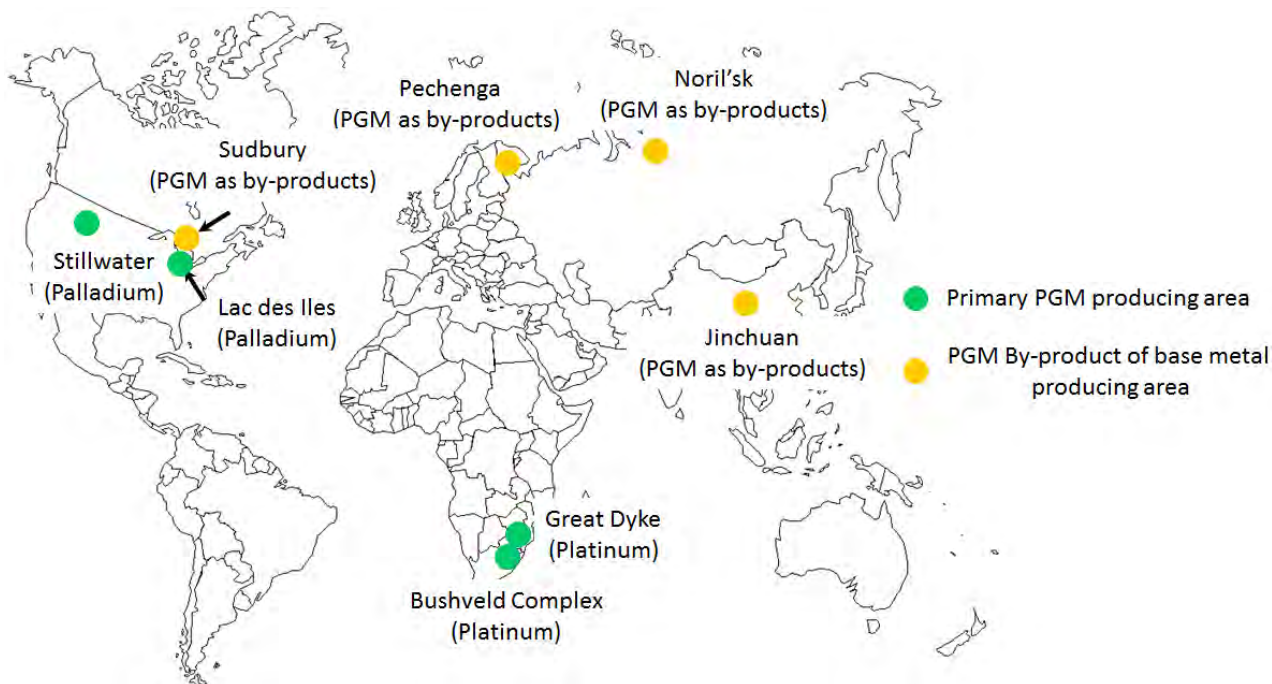 Noril'sk
(PGM as by-products)
Pechenga
(PGM as by-products)
Sudbury
(PGM as by-products)
Stillwater
(Palladium)
Lac des Iles
(Palladium)
Jinchuan
(PGM as by-products)
Primary PGM producing area
PGM By-product of base metal
producing area
Great Dyke
(Platinum)
Bushveld Complex
(Platinum)